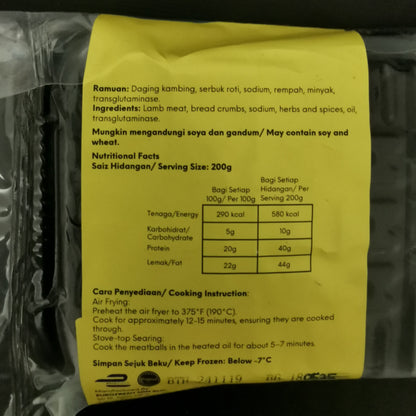 Ramuan: Daging kambing, serbuk roti, sodium, rempah, minyak,
transglutaminase.
Ingredients: Lamb meat, bread crumbs, sodium, herbs and spices, oil,
transglutaminase.
Mungkin mengandungi soya dan gandum/ May contain soy and
wheat.
Nutritional Facts
Saiz Hidangan/ Serving Size: 200g
Bagi Setiap
100g/ Per 100g
Bagi Setiap
Hidangan/ Per
Serving 200g
Tenaga/Energy 290 kcal 580 kcal
Karbohidrat/
Carbohydrate 5g 10g
Protein 20g 40g
Lemak/Fat 22g 44g
Cara Penyediaan/ Cooking Instruction:
Air Frying:
Preheat the air fryer to 375°F (190°C).
Cook for approximately 12-15 minutes, ensuring they are cooked
through.
Stove-top Searing:
Cook the meatballs in the heated oil for about 5-7 minutes.
Simpan Sejuk Beku/ Keep Frozen: Below -7°C
BTH 241119
Manufactured By